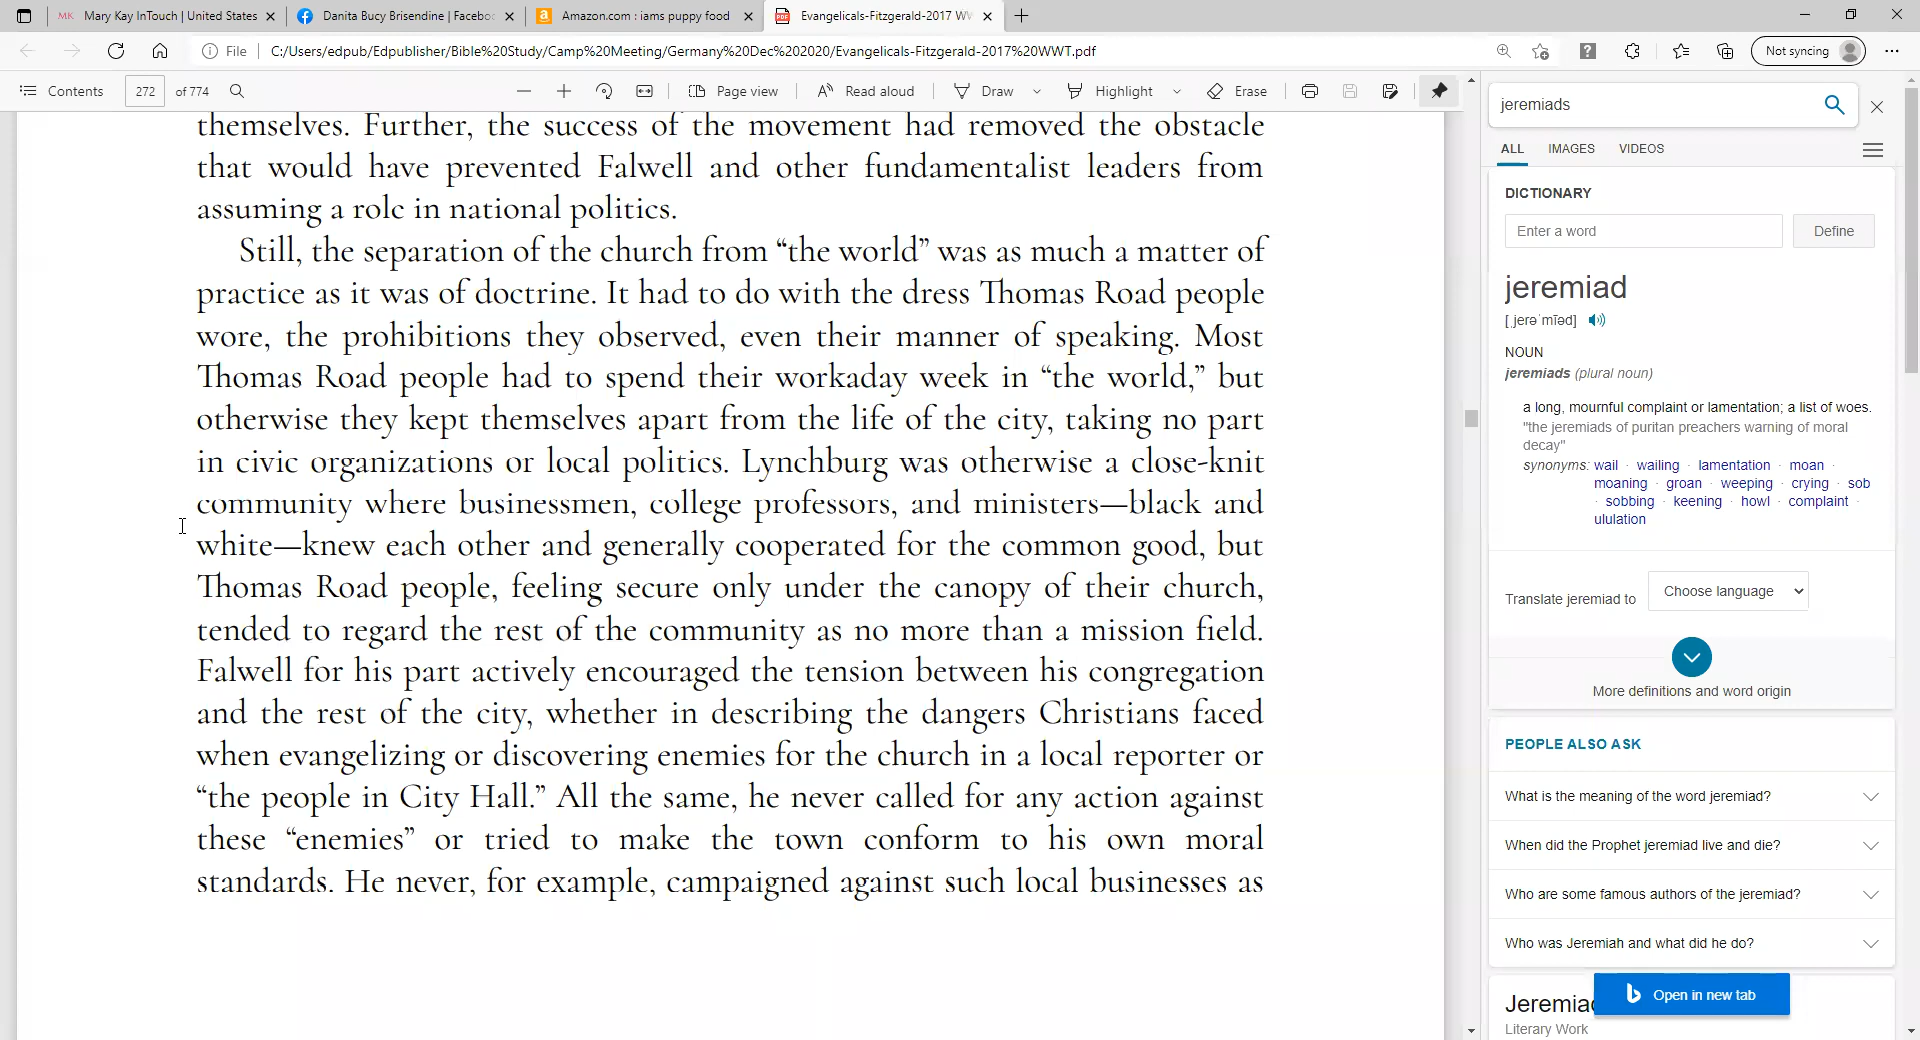 Mary Kay InTouch | United States
Danita Bucy Brisendine | Facebo
Amazon.com : iams puppy food
Evangelicals-Fitzgerald-2017 W
File
C:/Users/edpub/Edpublisher/Bible%20Study/Camp%20Meeting/Germany%20Dec%202020/Evangelicals-Fitzgerald-2017%20WWT.pdf
Not syncing
Contents
272
of 774
Page view
Read aloud
Draw
Highlight
Erase
themselves. Further, the success of the movement had removed the obstacle
that would have prevented Falwell and other fundamentalist leaders from
assuming a role in national politics.
Still, the separation of the church from “the world” was as much a matter of
practice as it was of doctrine. It had to do with the dress Thomas Road people
wore, the prohibitions they observed, even their manner of speaking. Most
Thomas Road people had to spend their workaday week in “the world,” but
otherwise they kept themselves apart from the life of the city, taking no part
in civic organizations or local politics. Lynchburg was otherwise a close-knit
community where businessmen, college professors, and ministers—black and
white—knew each other and generally cooperated for the common good, but
Thomas Road people, feeling secure only under the canopy of their church,
tended to regard the rest of the community as no more than a mission field.
Falwell for his part actively encouraged the tension between his congregation
and the rest of the city, whether in describing the dangers Christians faced
when evangelizing or discovering enemies for the church in a local reporter or
“the people in City Hall.” All the same, he never called for any action against
these “enemies” or tried to make the town conform to his own moral
standards. He never, for example, campaigned against such local businesses as
jeremiads
ALL
IMAGES
VIDEOS
DICTIONARY
Enter a word
Define
jeremiad
[ˌjerəˈmīəd]
NOUN
jeremiads (plural noun)
a long, mournful complaint or lamentation; a list of woes.
"the jeremiads of puritan preachers warning of moral
decay"
synonyms: wail · wailing · lamentation · moan ·
moaning · groan · weeping · crying · sob
· sobbing · keening · howl · complaint ·
ululation
Translate jeremiad to
Choose language
More definitions and word origin
PEOPLE ALSO ASK
What is the meaning of the word jeremiad?
When did the Prophet jeremiad live and die?
Who are some famous authors of the jeremiad?
Who was Jeremiah and what did he do?
Open in new tab
Jeremiad
Literary Work